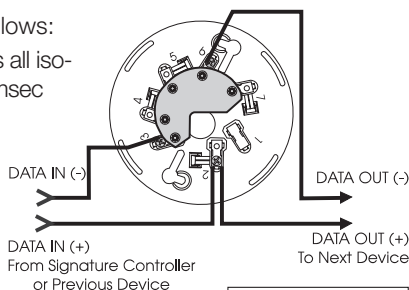 lows:
s all iso-
nsec
5
6
4
7
3
1
2
DATA IN (-)
DATA OUT (-)
DATA IN (+)
From Signature Controller
or Previous Device
DATA OUT (+)
To Next Device